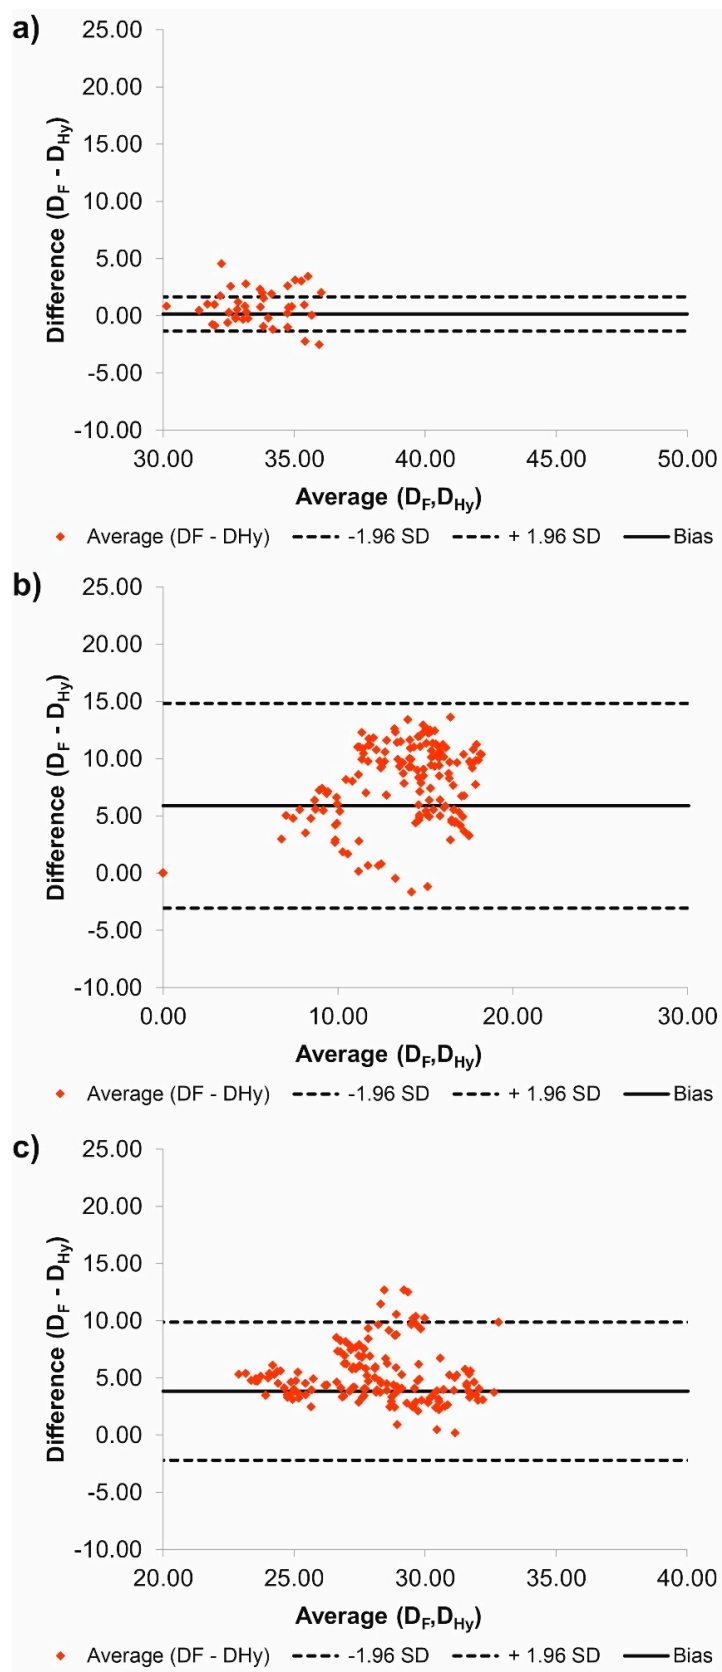 a)
25.00
20.00
15.00
10.00
5.00
0.00
-5.00
-10.00
Difference (DF - DHy)
30.00 35.00 40.00 45.00 50.00
Average (DF,DHy)
Average (DF - DHy) -1.96 SD + 1.96 SD Bias
b)
25.00
20.00
15.00
10.00
5.00
0.00
-5.00
-10.00
Difference (DF - DHy)
0.00 10.00 20.00 30.00
Average (DF,DHy)
Average (DF - DHy) -1.96 SD + 1.96 SD Bias
c)
25.00
20.00
15.00
10.00
5.00
0.00
-5.00
-10.00
Difference (DF - DHy)
20.00 25.00 30.00 35.00 40.00
Average (DF,DHy)
Average (DF - DHy) -1.96 SD + 1.96 SD Bias